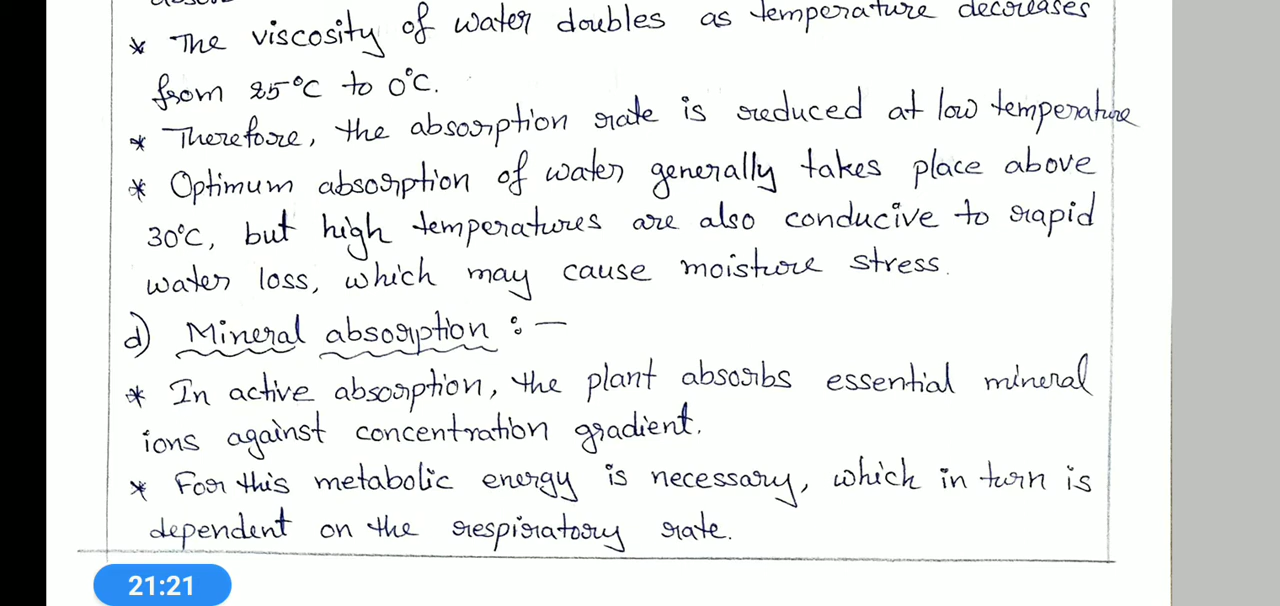 * The viscosity of water doubles as temperature decreases
from 25°C to 0°C.
* Therefore, the absorption rate is reduced at low temperature
* Optimum absorption of water generally takes place above
30°C, but high temperatures are also conducive to rapid
water loss, which may cause moisture stress.
d) Mineral absorption :-
* In active absorption, the plant absorbs essential mineral
ions against concentration gradient.
* For this metabolic energy is necessary, which in turn is
dependent on the respiratory rate.
21:21